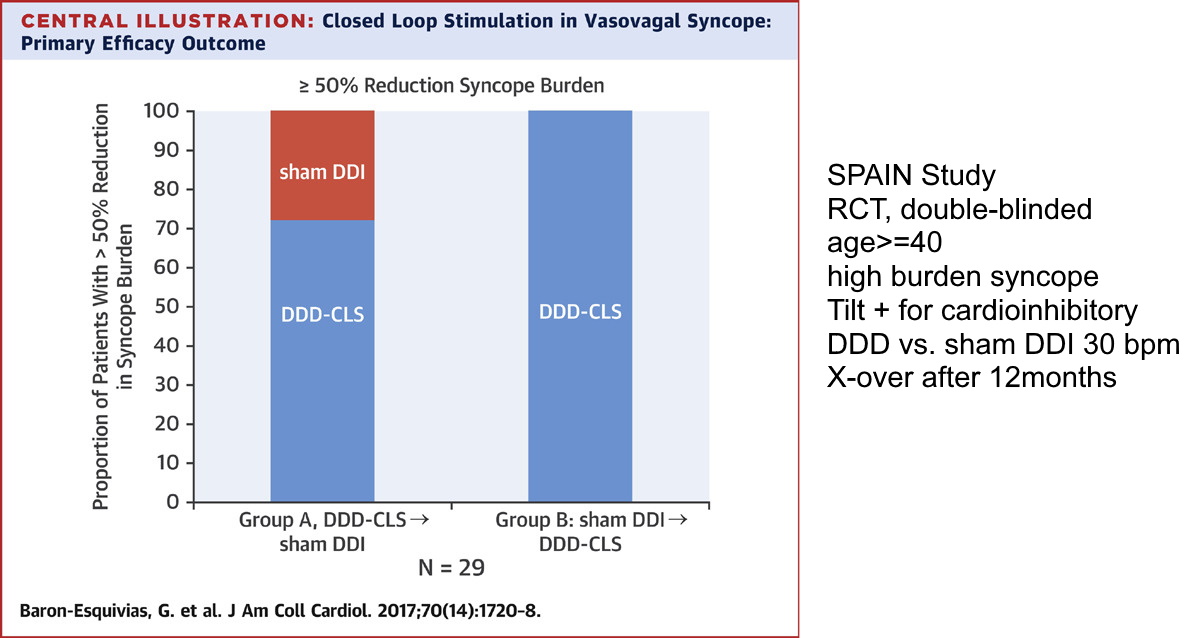 CENTRAL ILLUSTRATION: Closed Loop Stimulation in Vasovagal Syncope:
Primary Efficacy Outcome
≥ 50% Reduction Syncope Burden
Proportion of Patients With > 50% Reduction
in Syncope Burden
100
90
80
70
60
50
40
30
20
10
0
sham DDI
DDD-CLS
DDD-CLS
Group A, DDD-CLS→
sham DDI
Group B: sham DDI→
DDD-CLS
N = 29
Baron-Esquivias, G. et al. J Am Coll Cardiol. 2017;70(14):1720–8.
SPAIN Study
RCT, double-blinded
age>=40
high burden syncope
Tilt + for cardioinhibitory
DDD vs. sham DDI 30 bpm
X-over after 12months